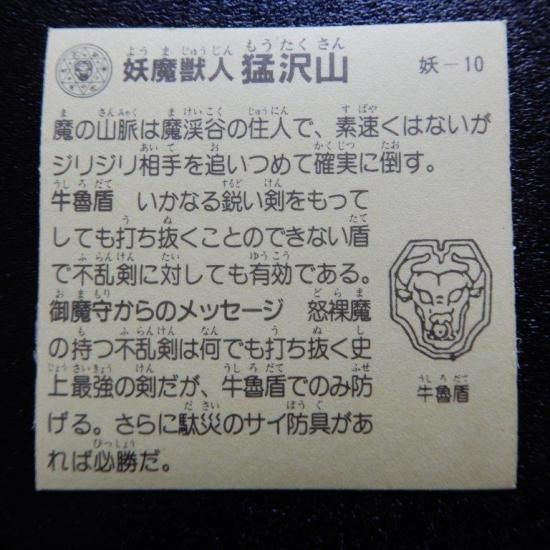 妖魔獣人 猛沢山 妖－10
魔の山脈は魔渓谷の住人で、素速くはないが
ジリジリ相手を追いつめて確実に倒す。
牛魯盾 いかなる鋭い剣をもって
しても打ち抜くことのできない盾
で不乱剣に対しても有効である。
御魔守からのメッセージ 怒裸魔
の持つ不乱剣は何でも打ち抜く史
上最強の剣だが、牛魯盾でのみ防
げる。さらに駄災のサイ防具があ
れば必勝だ。
牛魯盾